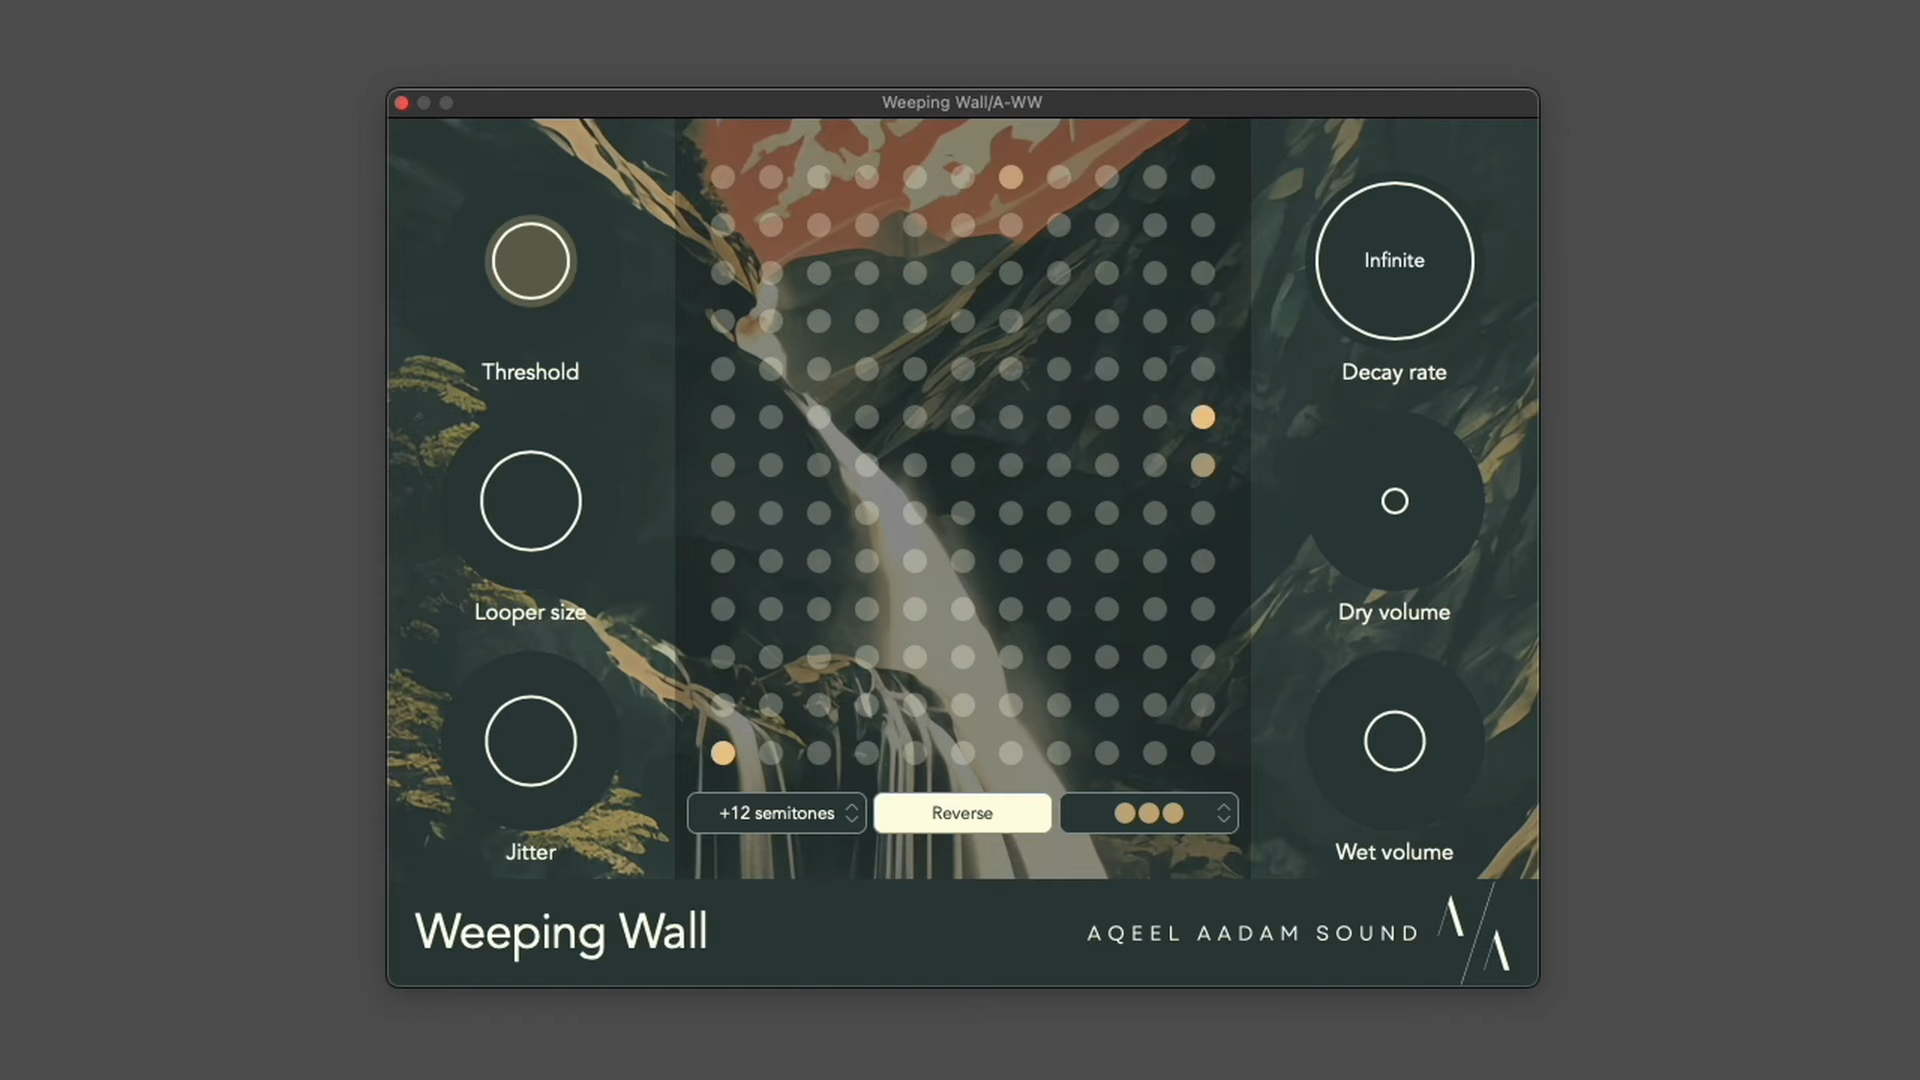 Weeping Wall/A-WW
Threshold
Infinite
Decay rate
Looper size
Dry volume
Jitter
Wet volume
+12 semitones
Reverse
Weeping Wall
AQEEL AADAM SOUND